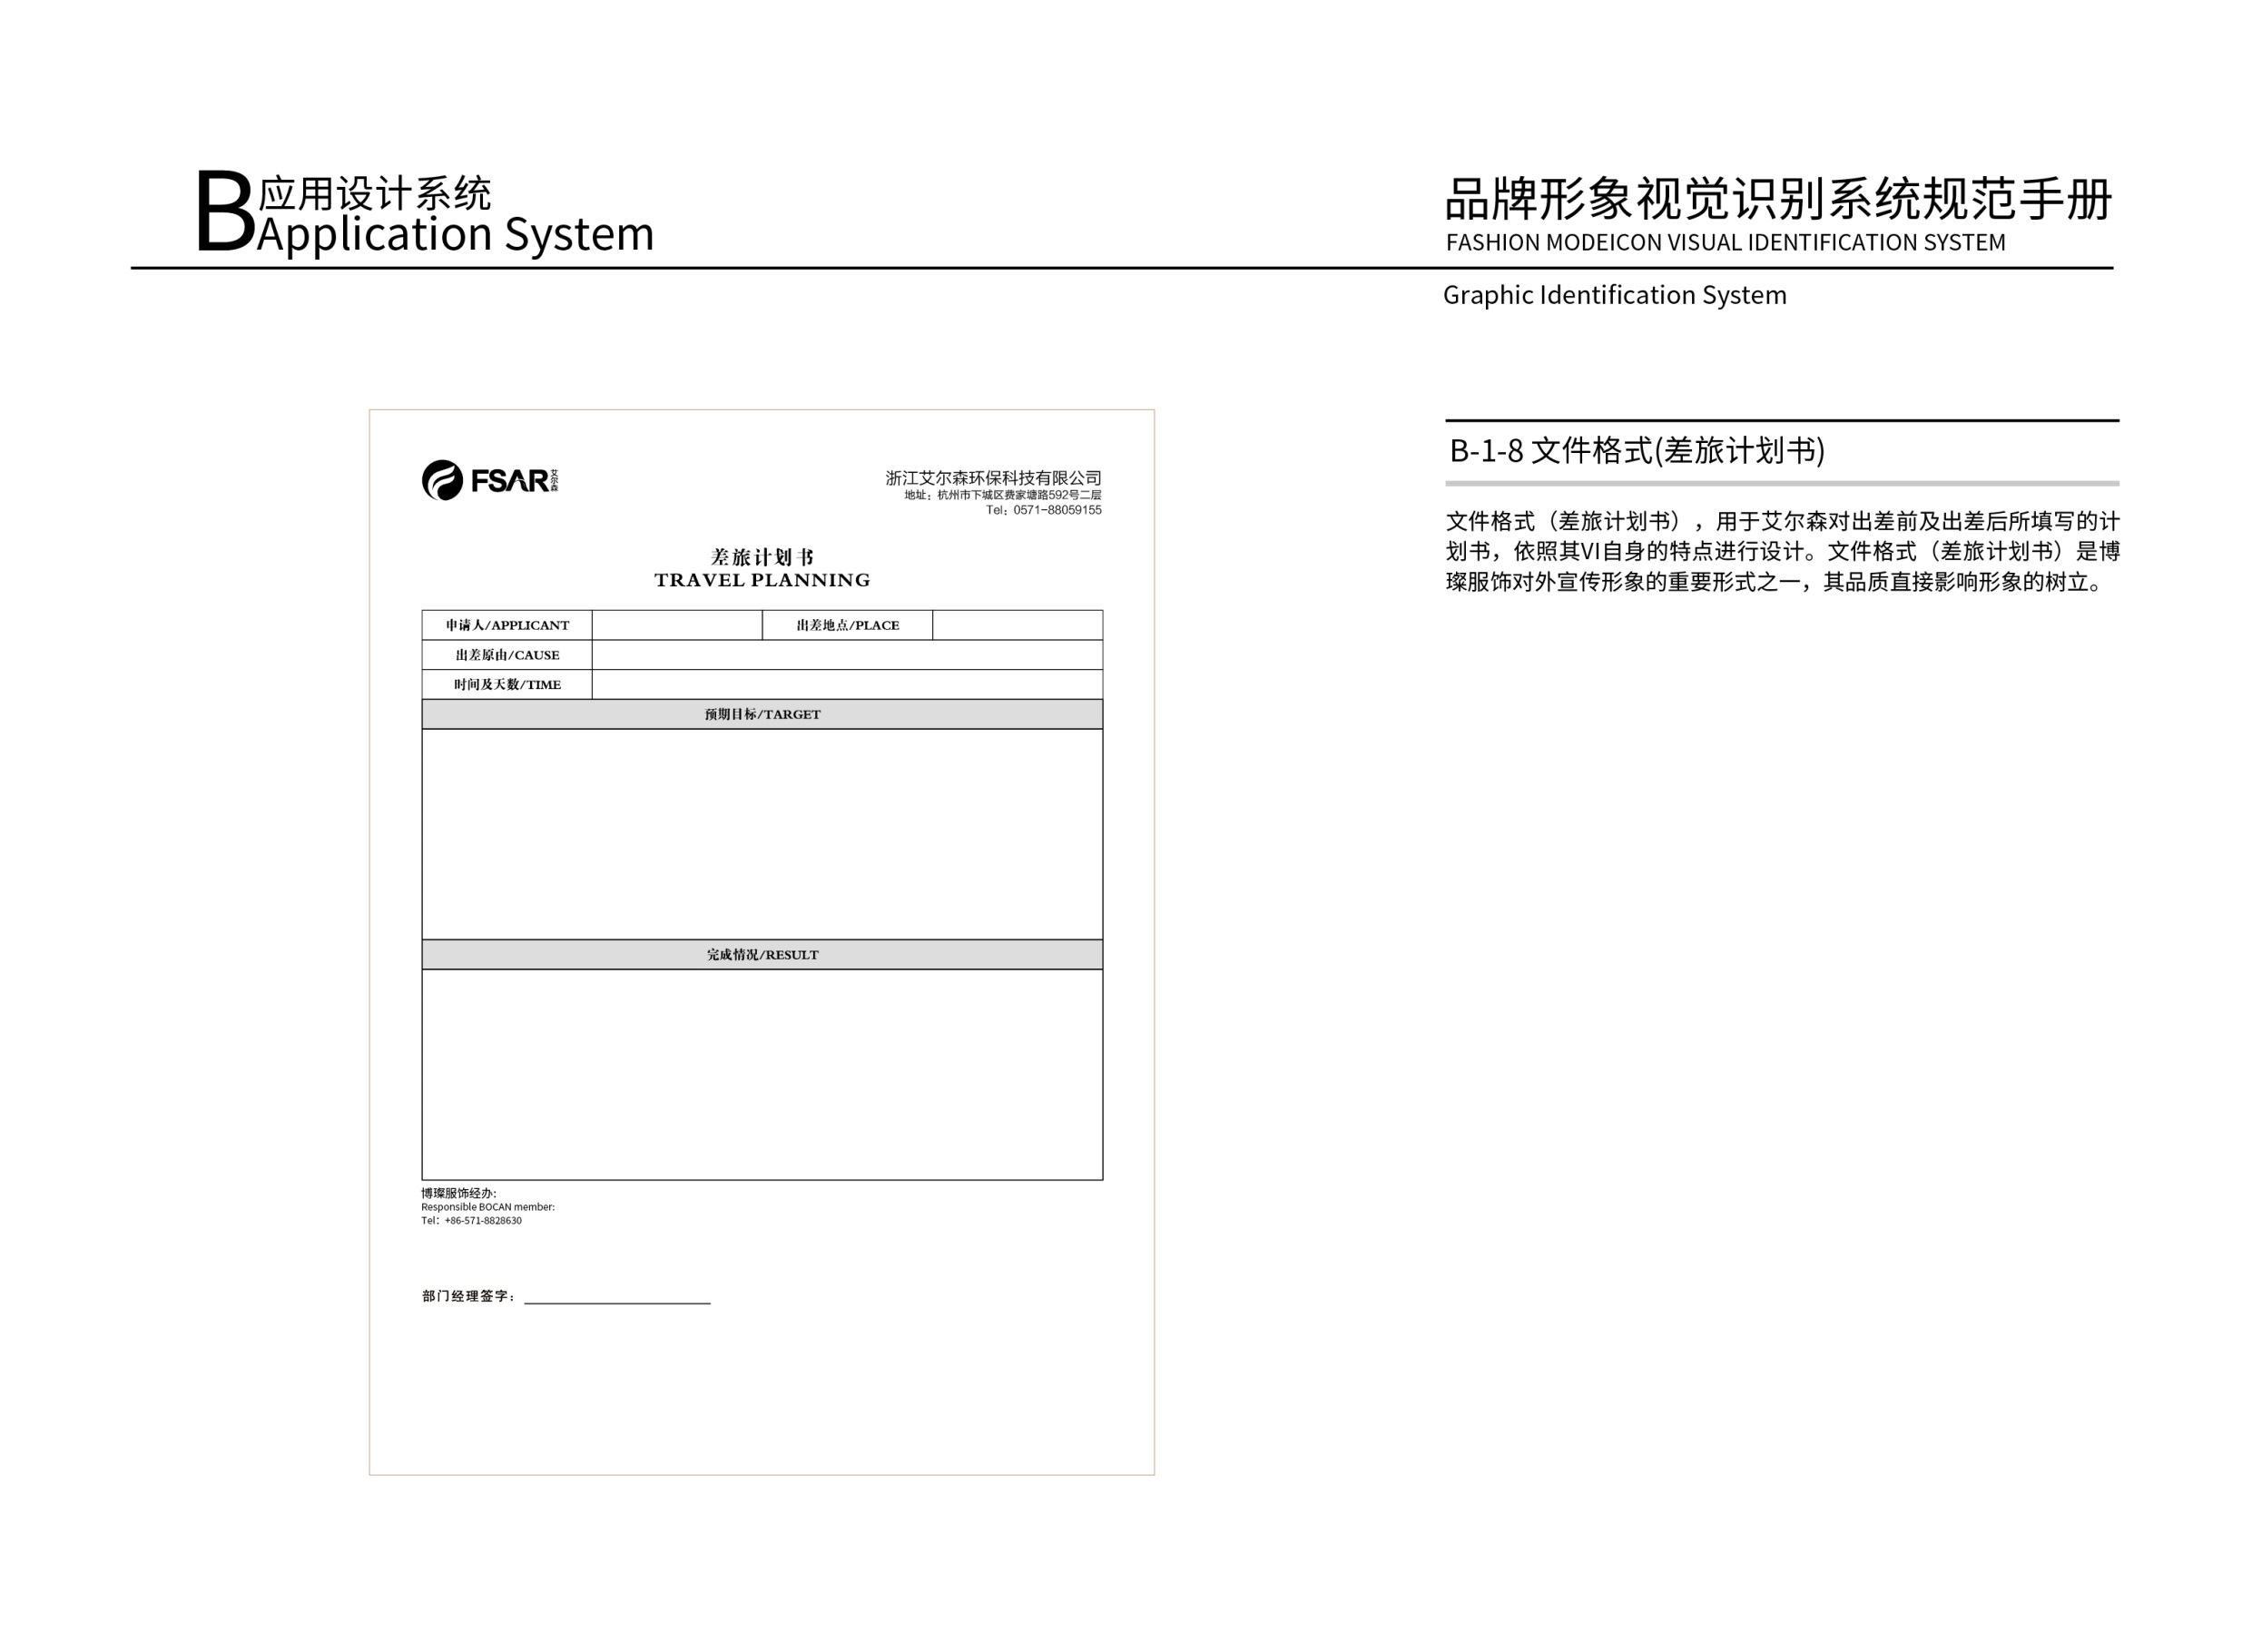 B应用设计系统
Application System
品牌形象视觉识别系统规范手册
FASHION MODEICON VISUAL IDENTIFICATION SYSTEM
Graphic Identification System
FSAR艾尔森
浙江艾尔森环保科技有限公司
地址：杭州市下城区费家塘路592号二层
Tel：0571-88059155
差旅计划书
TRAVEL PLANNING
申请人/APPLICANT 出差地点/PLACE
出差原由/CAUSE
时间及天数/TIME
预期目标/TARGET
完成情况/RESULT
博璨服饰经办:
Responsible BOCAN member:
Tel：+86-571-8828630
部门经理签字：
B-1-8 文件格式(差旅计划书)
文件格式（差旅计划书），用于艾尔森对出差前及出差后所填写的计
划书，依照其VI自身的特点进行设计。文件格式（差旅计划书）是博
璨服饰对外宣传形象的重要形式之一，其品质直接影响形象的树立。